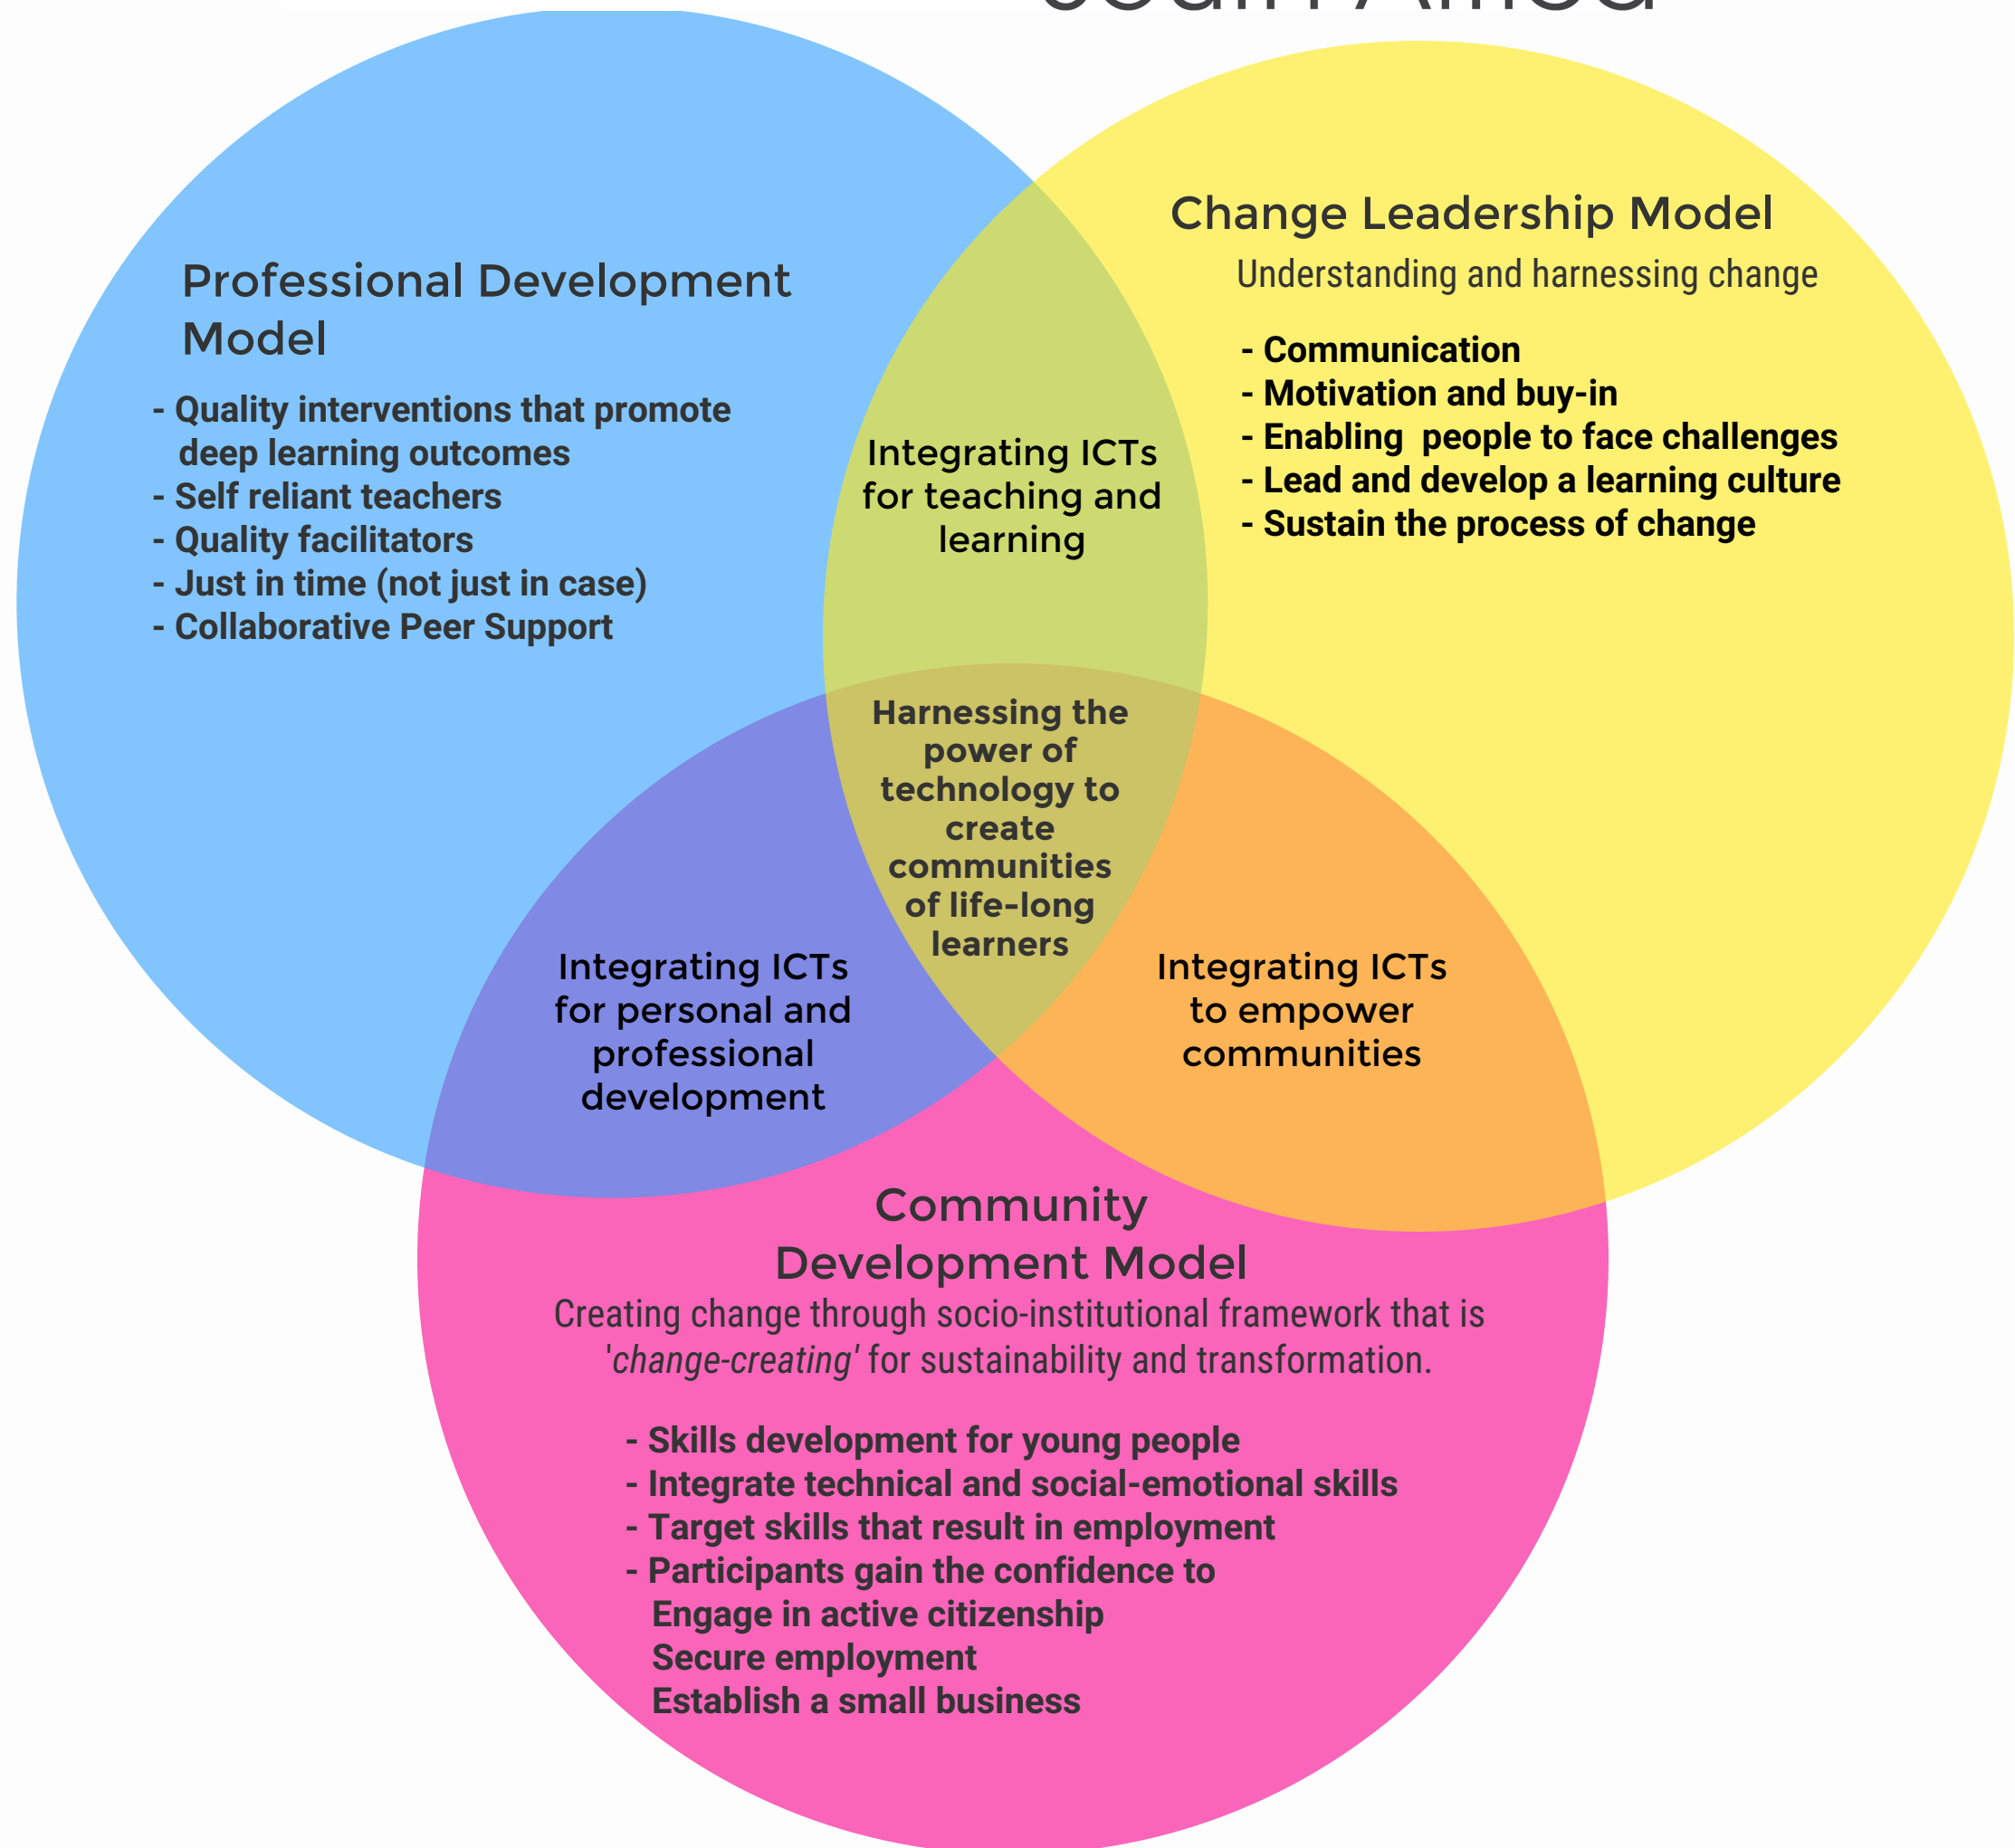 Professional Development
Model
- Quality interventions that promote
deep learning outcomes
- Self reliant teachers
- Quality facilitators
- Just in time (not just in case)
- Collaborative Peer Support
Change Leadership Model
Understanding and harnessing change
- Communication
- Motivation and buy-in
- Enabling  people to face challenges
- Lead and develop a learning culture
- Sustain the process of change
Integrating ICTs
for teaching and
learning
Harnessing the
power of
technology to
create
communities
of life-long
learners
Integrating ICTs
for personal and
professional
development
Integrating ICTs
to empower
communities
Community
Development Model
Creating change through socio-institutional framework that is
'change-creating' for sustainability and transformation.
- Skills development for young people
- Integrate technical and social-emotional skills
- Target skills that result in employment
- Participants gain the confidence to
Engage in active citizenship
Secure employment
Establish a small business